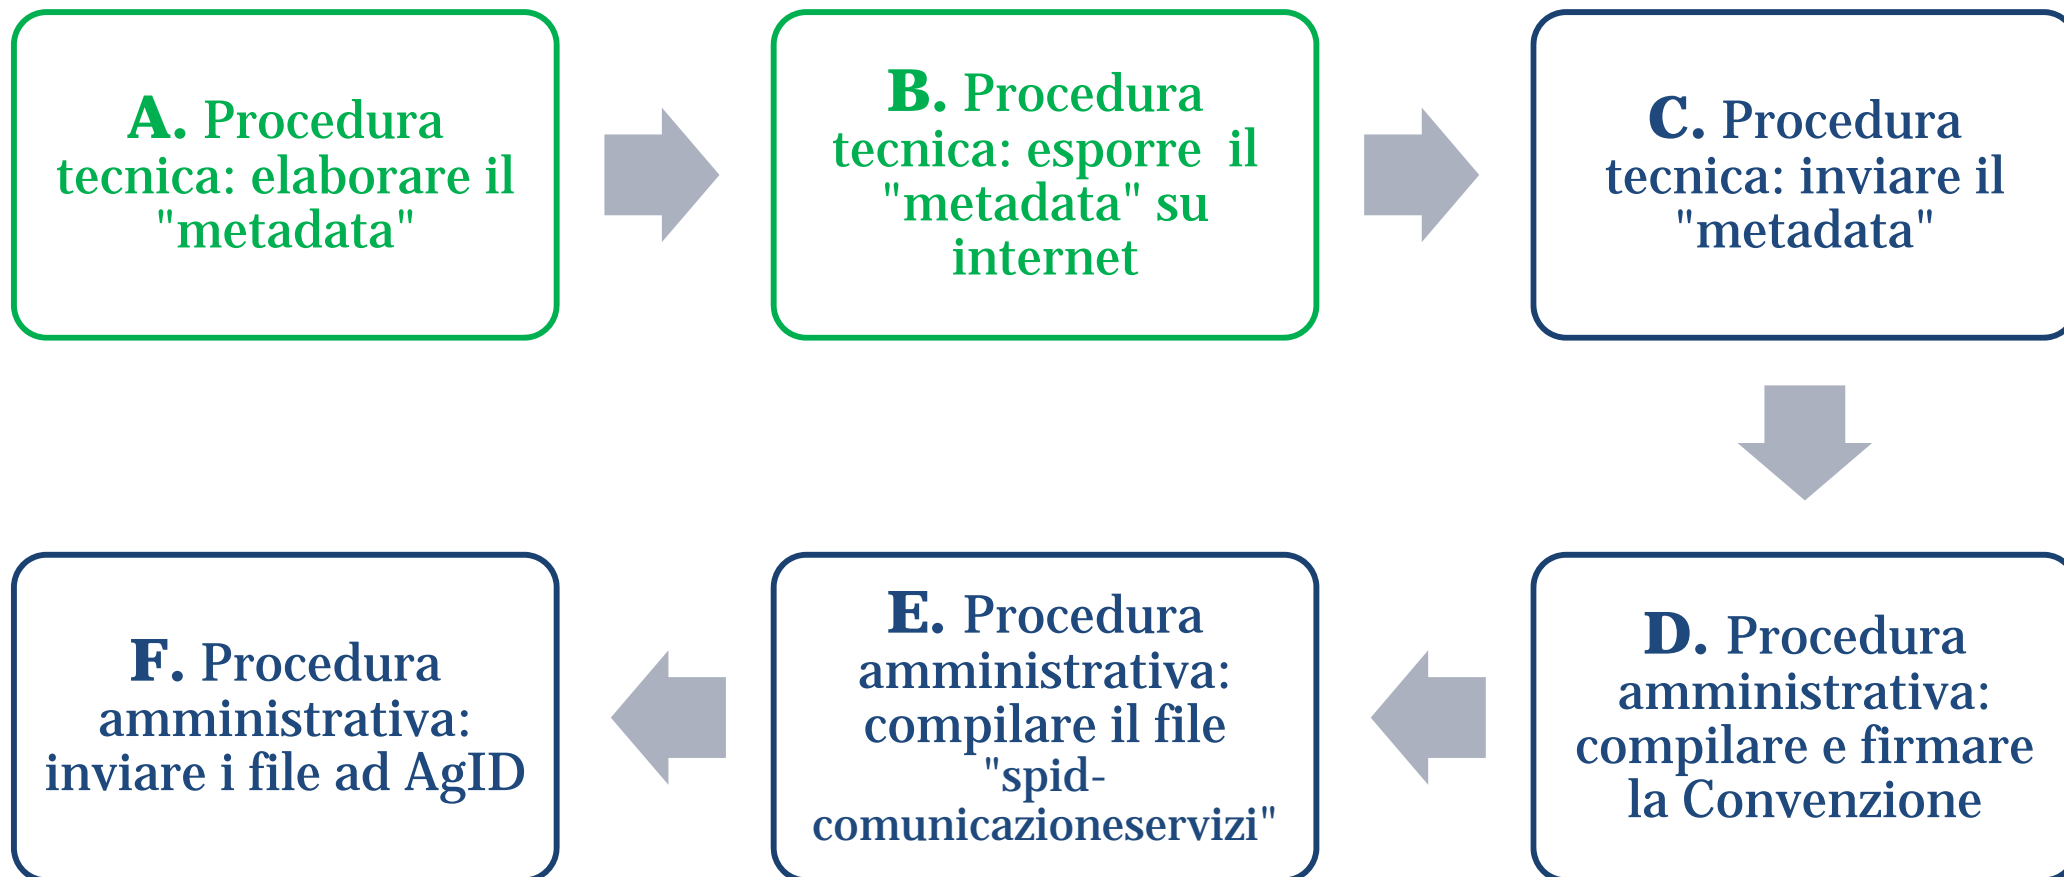 A. Procedura
tecnica: elaborare il
"metadata"
B. Procedura
tecnica: esporre il
"metadata" su
internet
C. Procedura
tecnica: inviare il
"metadata"
D. Procedura
amministrativa:
compilare e firmare
la Convenzione
E. Procedura
amministrativa:
compilare il file
"spid-
comunicazioneservizi"
F. Procedura
amministrativa:
inviare i file ad AgID